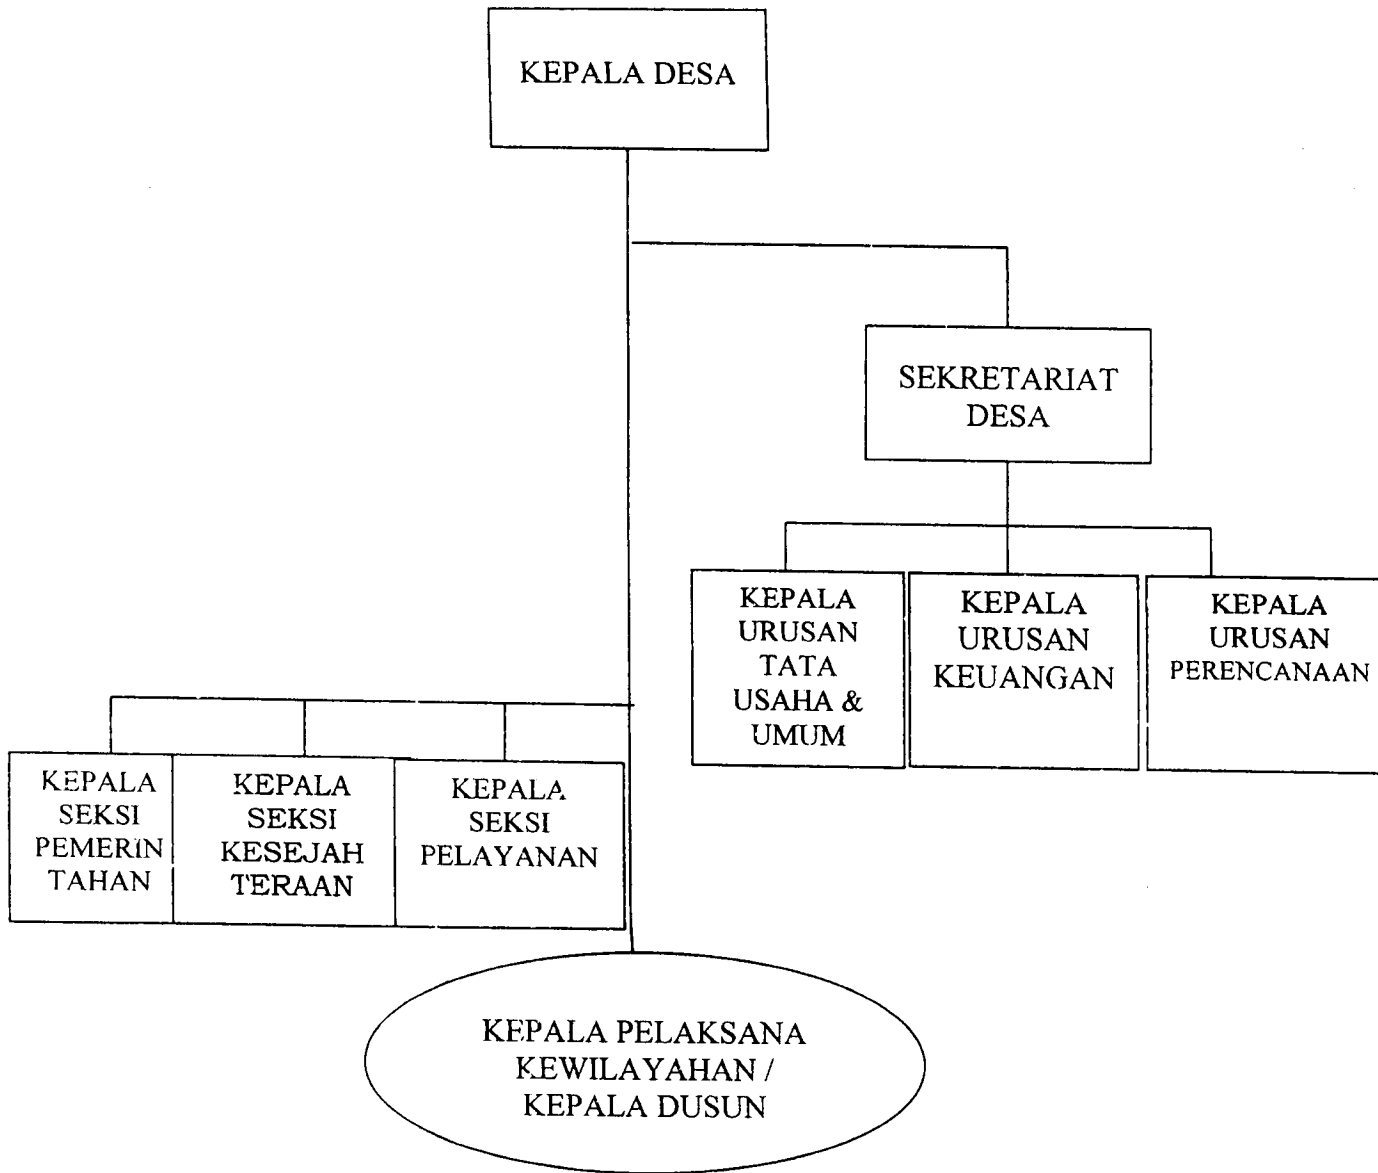 KEPALA DESA
SEKRETARIAT
DESA
KEPALA
URUSAN
TATA
USAHA &
UMUM
KEPALA
URUSAN
KEUANGAN
KEPALA
URUSAN
PERENCANAAN
KEPALA
SEKSI
PEMERIN
TAHAN
KEPALA
SEKSI
KESEJAH
TERAAN
KEPALA
SEKSI
PELAYANAN
KEPALA PELAKSANA
KEWILAYAHAN /
KEPALA DUSUN